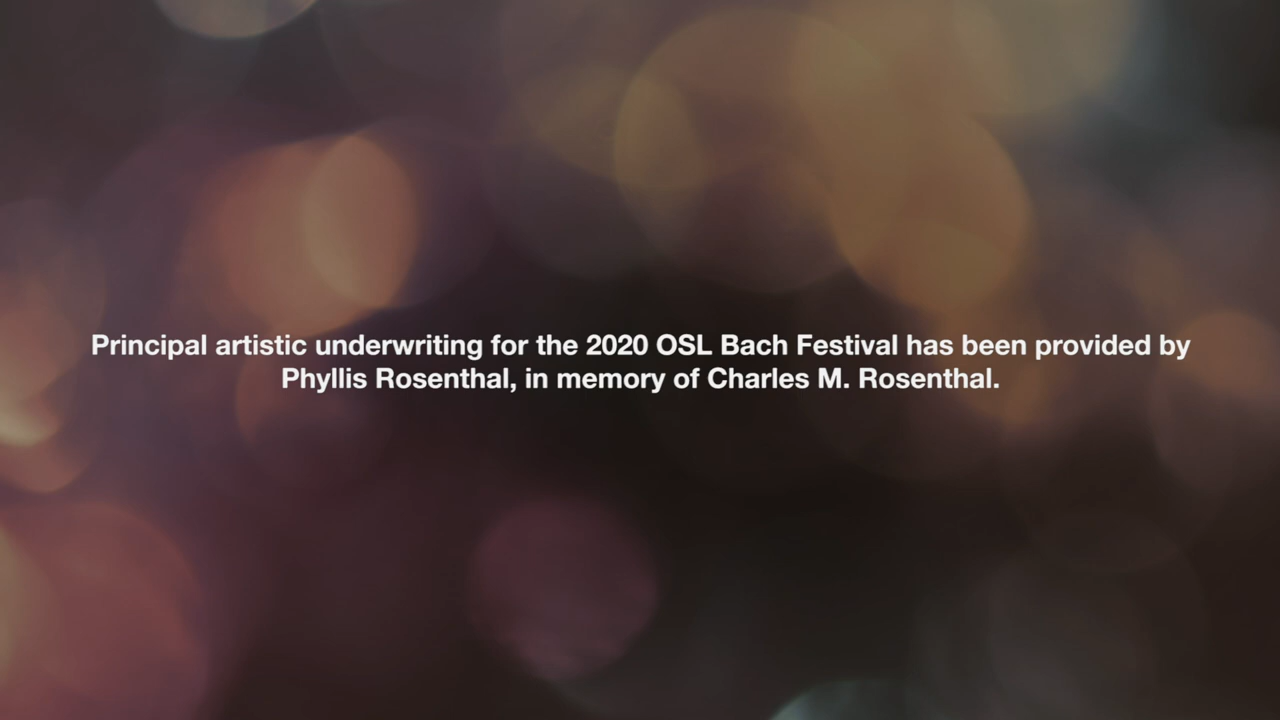 Principal artistic underwriting for the 2020 OSL Bach Festival has been provided by
Phyllis Rosenthal, in memory of Charles M. Rosenthal.